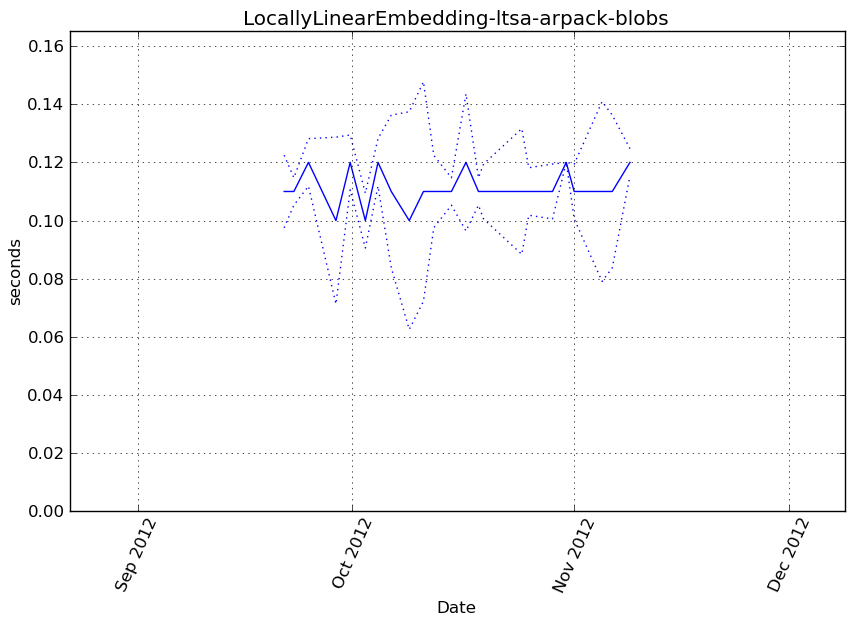 LocallyLinearEmbedding-ltsa-arpack-blobs
0.16
0.14
0.12
0.10
0.08
0.06
0.04
0.02
0.00
seconds
Sep 2012
Oct 2012
Nov 2012
Dec 2012
Date